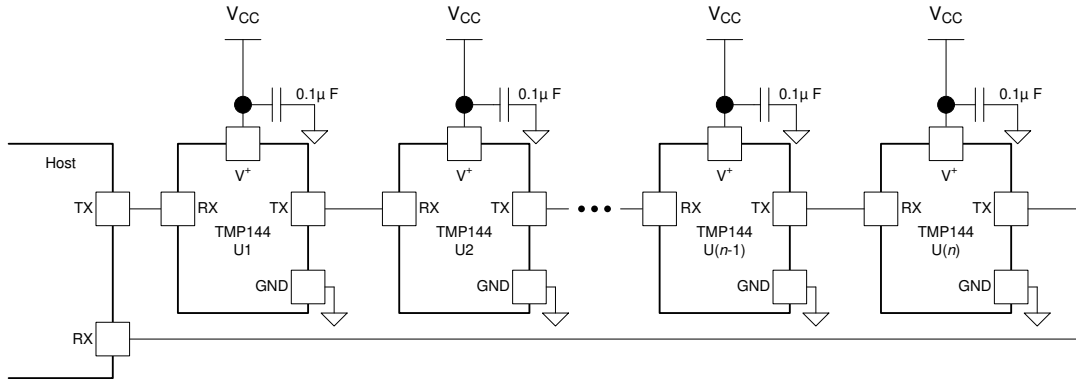 VCC VCC VCC VCC
0.1µ F 0.1µ F 0.1µ F 0.1µ F
Host
V+ V+ V+ V+
TX RX TX RX TX RX TX RX TX
TMP144 TMP144 TMP144 TMP144
U1 U2 U(n-1) U(n)
GND GND GND GND
RX